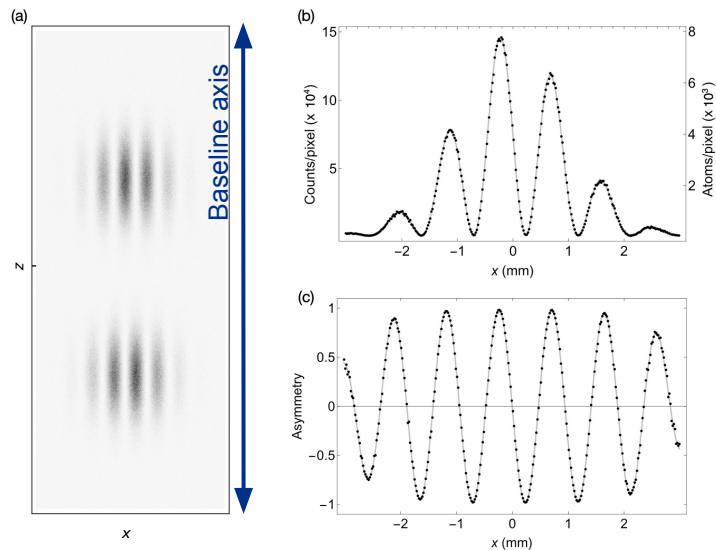 (a)
Baseline axis
z
x
(b)
15
10
5
Counts/pixel (x 10⁴)
8
6
4
2
Atoms/pixel (x 10³)
−2
−1
0
1
2
x (mm)
(c)
1
0.5
0
−0.5
−1
Asymmetry
−2
−1
0
1
2
x (mm)